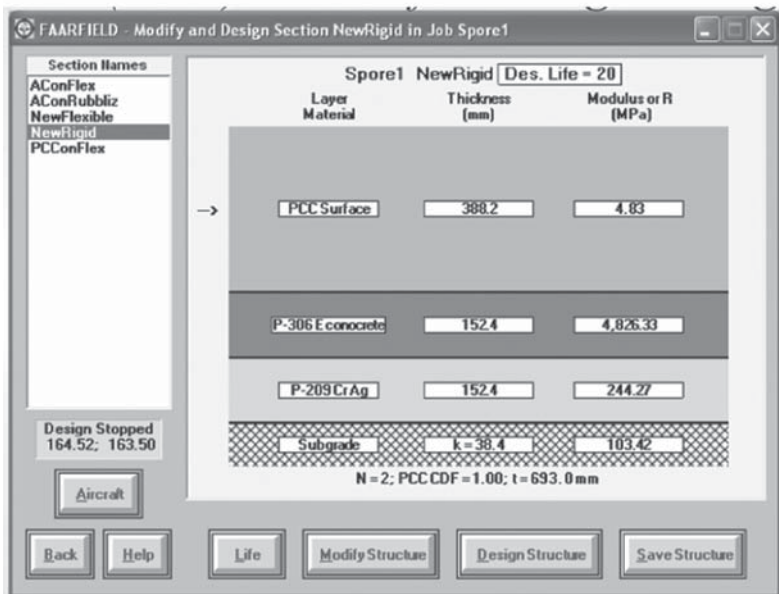 FAARFIELD - Modify and Design Section NewRigid in Job Spore1
Section Names
AConFlex
AConRubbliz
NewFlexible
NewRigid
PCConFlex
Design Stopped
164.52; 163.50
Aircraft
Back
Help
Spore1 NewRigid Des. Life = 20
Layer Material Thickness (mm) Modulus or R (MPa)
--> PCC Surface 388.2 4.83
P-306 Econocrete 152.4 4,826.33
P-209 Cr Ag 152.4 244.27
Subgrade k = 38.4 103.42
N = 2; PCC CDF = 1.00; t = 693.0 mm
Life
Modify Structure
Design Structure
Save Structure